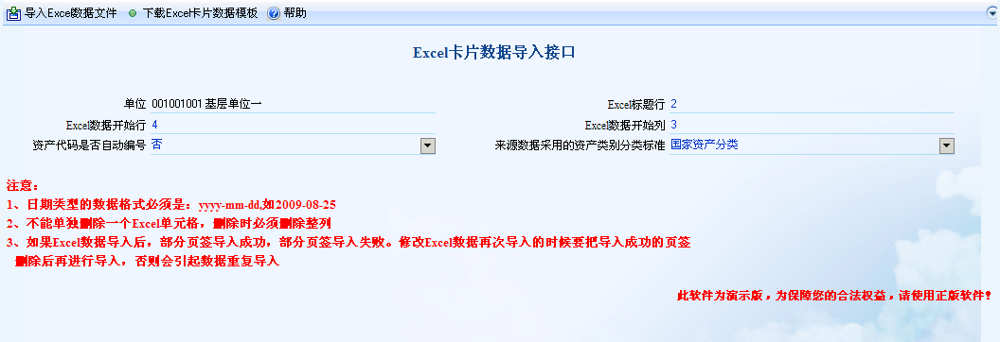 导入Excel数据文件 下载Excel卡片数据模板 帮助
Excel卡片数据导入接口
单位 001001001 基层单位一 Excel标题行 2
Excel数据开始行 4 Excel数据开始列 3
资产代码是否自动编号 否 来源数据采用的资产类别分类标准 国家资产分类
注意：
1、日期类型的数据格式必须是：yyyy-mm-dd,如2009-08-25
2、不能单独删除一个Excel单元格，删除时必须删除整列
3、如果Excel数据导入后，部分页签导入成功，部分页签导入失败。修改Excel数据再次导入的时候要把导入成功的页签
删除后再进行导入，否则会引起数据重复导入
此软件为演示版，为保障您的合法权益，请使用正版软件！